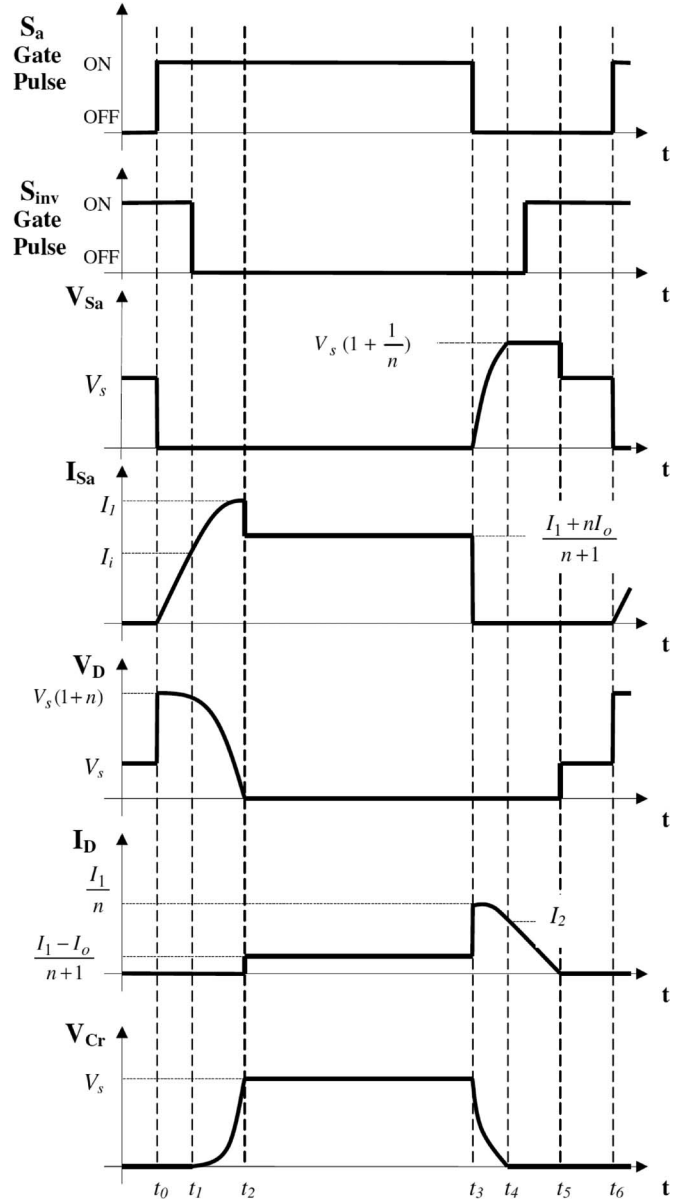 Sa
Gate
Pulse
ON
OFF
t
Sinv
Gate
Pulse
ON
OFF
t
VSa
Vs
Vs (1 + 1/n)
t
ISa
I1
Ii
(I1 + nIo)/(n+1)
t
VD
Vs(1+n)
Vs
t
ID
I1/n
I2
(I1 − Io)/(n+1)
t
VCr
Vs
t0 t1 t2 t3 t4 t5 t6 t